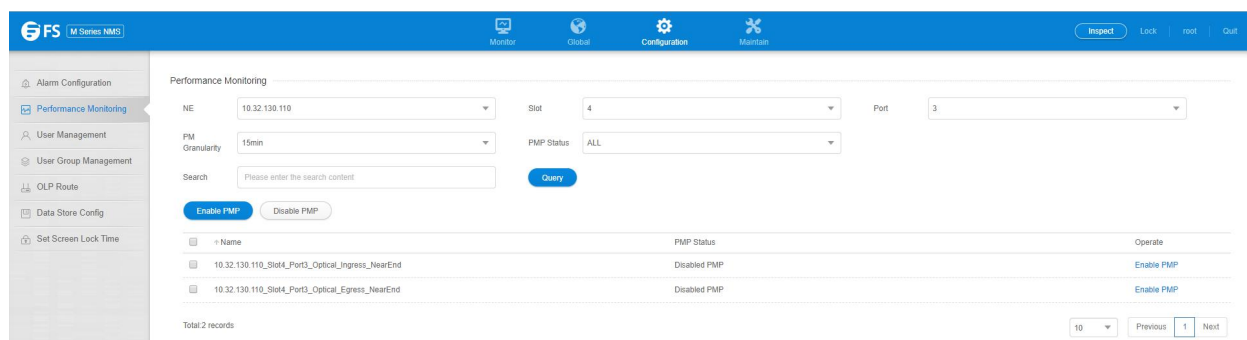 FS M Series NMS
Monitor Global Configuration Maintain
Inspect Lock root Quit
Alarm Configuration
Performance Monitoring
User Management
User Group Management
OLP Route
Data Store Config
Set Screen Lock Time
Performance Monitoring
NE 10.32.130.110 Slot 4 Port 3
PM Granularity 15min PMP Status ALL
Search Please enter the search content Query
Enable PMP Disable PMP
Name PMP Status Operate
10.32.130.110_Slot4_Port3_Optical_Ingress_NearEnd Disabled PMP Enable PMP
10.32.130.110_Slot4_Port3_Optical_Egress_NearEnd Disabled PMP Enable PMP
Total:2 records 10 Previous 1 Next